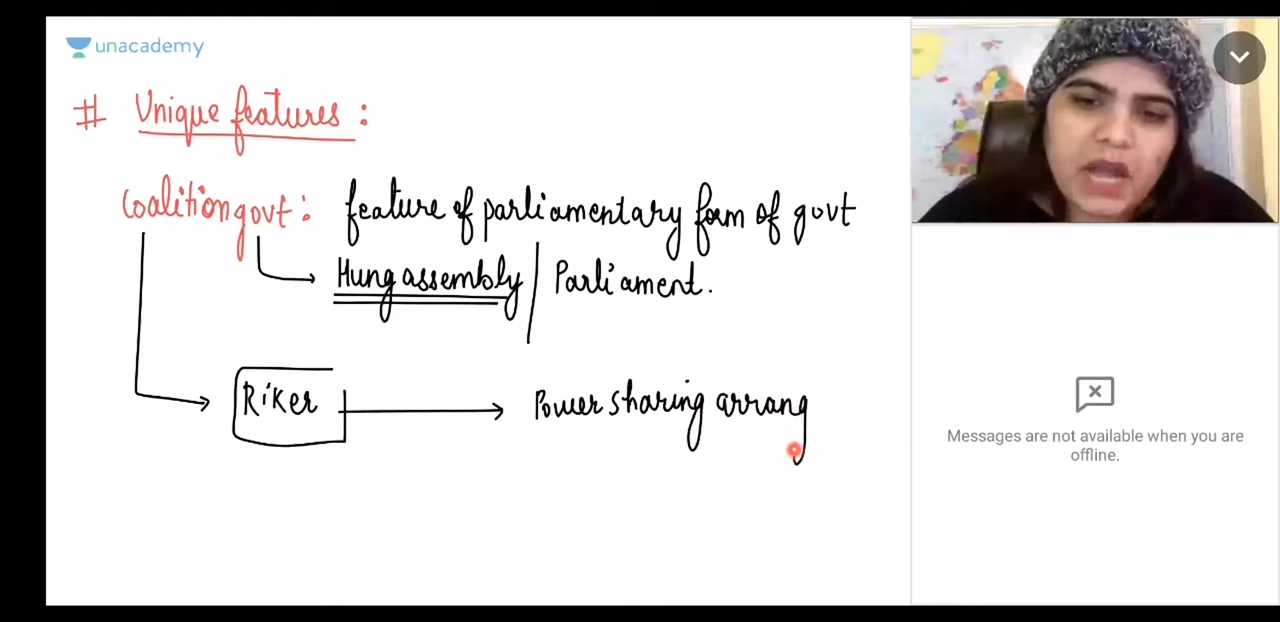 unacademy
# Unique features :
Coalition govt : feature of parliamentary form of govt
Hung assembly / Parliament.
Riker → Power sharing arrang
Messages are not available when you are
offline.